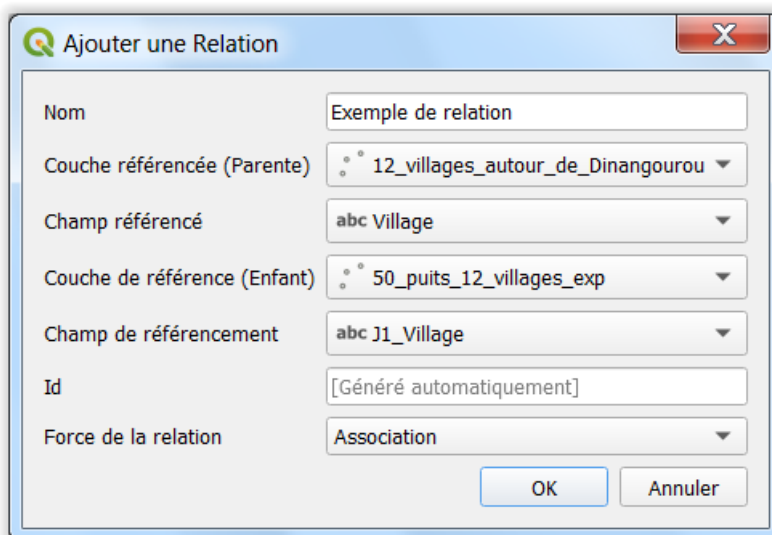 Ajouter une Relation
Nom Exemple de relation
Couche référencée (Parente) 12_villages_autour_de_Dinangourou
Champ référencé abc Village
Couche de référence (Enfant) 50_puits_12_villages_exp
Champ de référencement abc J1_Village
Id [Généré automatiquement]
Force de la relation Association
OK Annuler